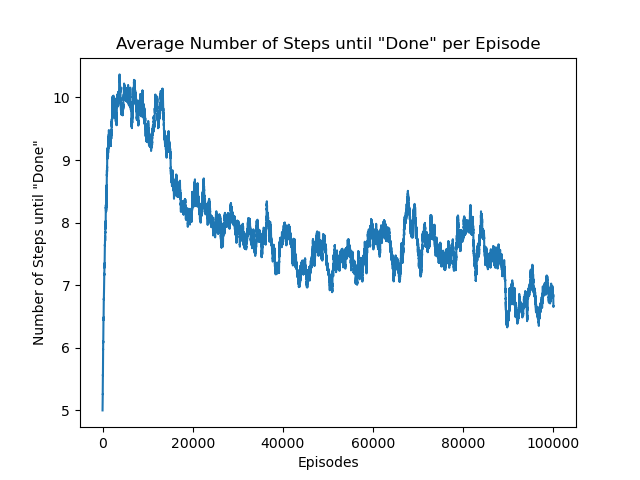 Average Number of Steps until "Done" per Episode
Number of Steps until "Done"
10
9
8
7
6
5
0 20000 40000 60000 80000 100000
Episodes